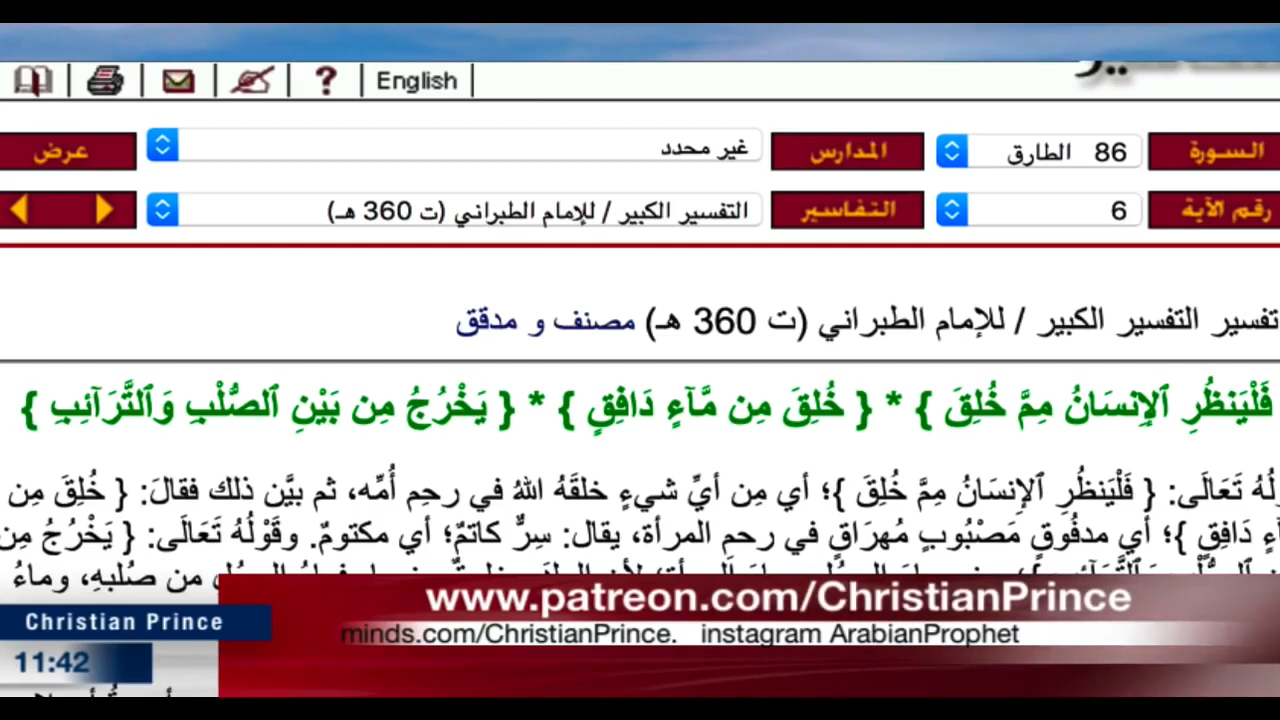 English
السورة 86 الطارق المدارس غير محدد عرض
رقم الآية 6 التفاسير التفسير الكبير / للإمام الطبراني (ت 360 هـ)
تفسير التفسير الكبير / للإمام الطبراني (ت 360 هـ) مصنف و مدقق
فَلْيَنظُرِ ٱلإِنسَانُ مِمَّ خُلِقَ } * { خُلِقَ مِن مَّآءٍ دَافِقٍ } * { يَخْرُجُ مِن بَيْنِ ٱلصُّلْبِ وَٱلتَّرَآئِبِ }
تَعَالَى: { فَلْيَنظُرِ ٱلإِنسَانُ مِمَّ خُلِقَ }؛ أي مِن أيِّ شيءٍ خلقَهُ اللهُ في رحِم أُمِّه، ثم بيَّن ذلك فقالَ: { خُلِقَ مِن
دَافِقٍ }؛ أي مدفُوقٍ مَصْبُوبٍ مُهرَاقٍ في رحمِ المرأة، يقال: سِرٌّ كاتمٌ؛ أي مكتومٌ. وقَوْلُهُ تَعَالَى: { يَخْرُجُ مِن
من صُلبهِ، وماءُ
www.patreon.com/ChristianPrince
Christian Prince
minds.com/ChristianPrince. instagram ArabianProphet
11:42